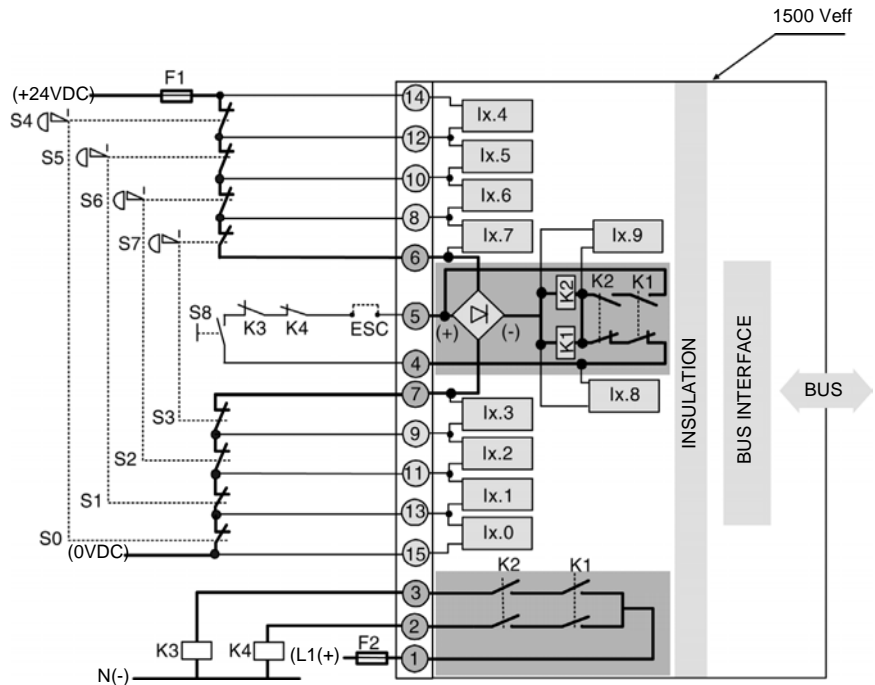 1500 Veff
F1
(+24VDC)
14
Ix.4
S4
12
S5
Ix.5
10
S6
Ix.6
8
S7
Ix.7
Ix.9
6
K2
K2 K1
S8
K3 K4 ESC
5
(+) (-)
K1
4
Ix.8
7
Ix.3
S3
9
Ix.2
S2
11
S1
Ix.1
13
S0
Ix.0
(0VDC)
15
K2 K1
3
2
K3 K4 (L1(+) F2
1
N(-)
INSULATION
BUS INTERFACE
BUS